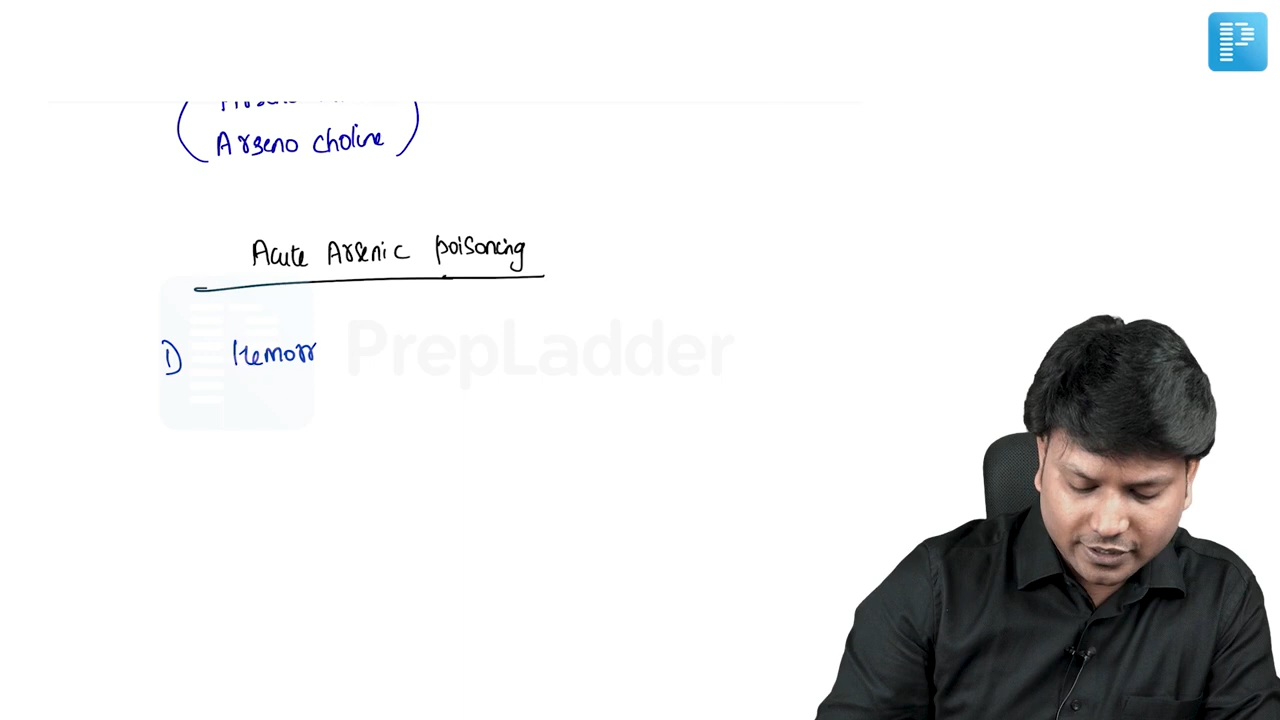 Arseno choline
Acute Arsenic poisoning
1) Hemorr
PrepLadder